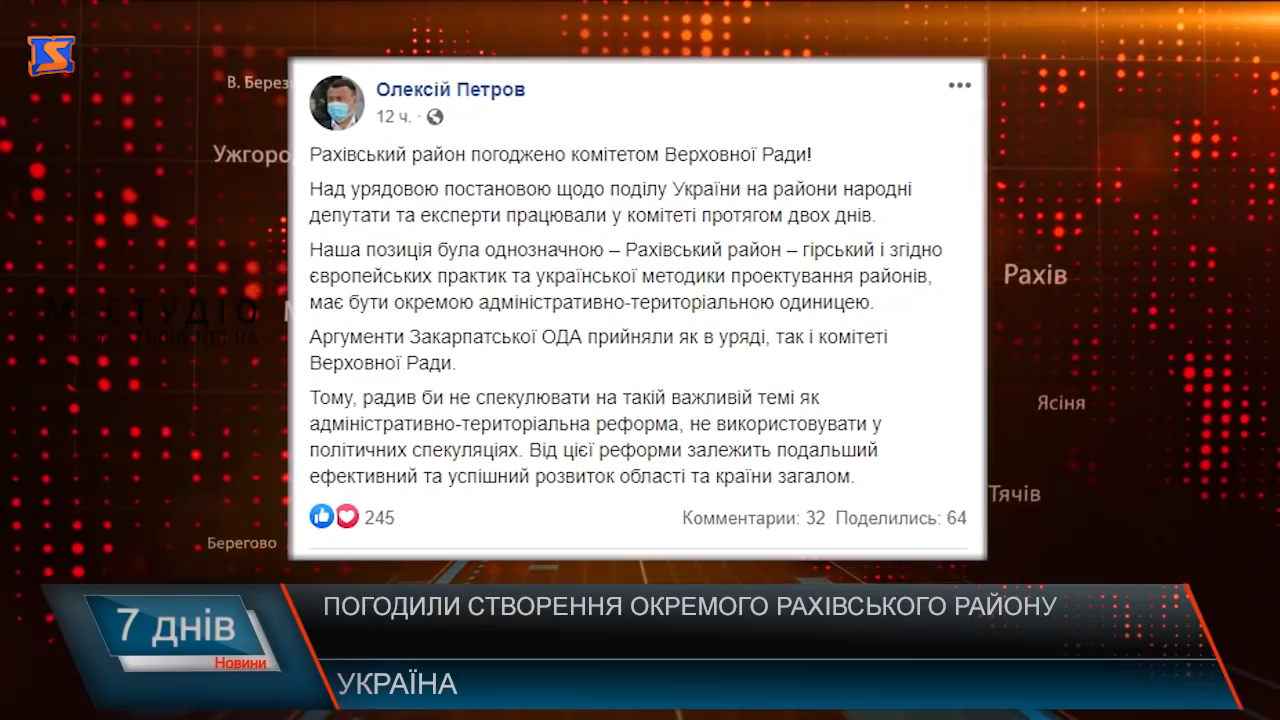 В. Берез
Ужгоро
Рахів
Ясіня
Тячів
Берегово
М-СТУДІО
Олексій Петров
12 ч.
Рахівський район погоджено комітетом Верховної Ради!
Над урядовою постановою щодо поділу України на райони народні
депутати та експерти працювали у комітеті протягом двох днів.
Наша позиція була однозначною – Рахівський район – гірський і згідно
європейських практик та української методики проектування районів,
має бути окремою адміністративно-територіальною одиницею.
Аргументи Закарпатської ОДА прийняли як в уряді, так і комітеті
Верховної Ради.
Тому, радив би не спекулювати на такій важливій темі як
адміністративно-територіальна реформа, не використовувати у
політичних спекуляціях. Від цієї реформи залежить подальший
ефективний та успішний розвиток області та країни загалом.
245
Комментарии: 32 Поделились: 64
7 днів
Новини
ПОГОДИЛИ СТВОРЕННЯ ОКРЕМОГО РАХІВСЬКОГО РАЙОНУ
УКРАЇНА